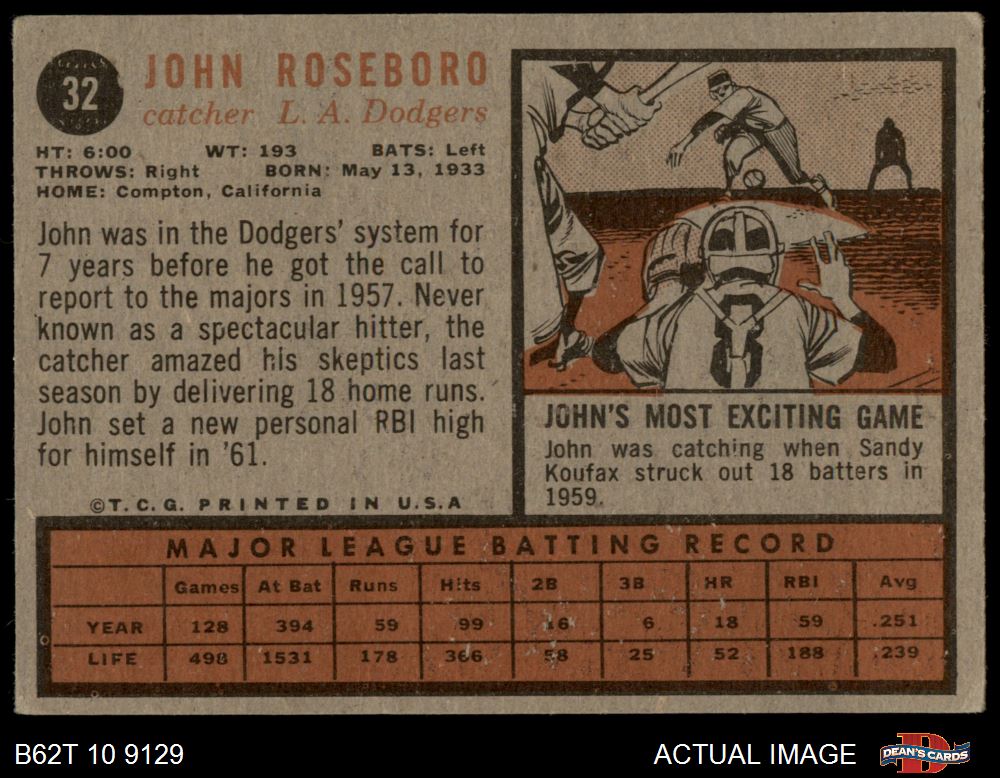 32
JOHN ROSEBORO
catcher L. A. Dodgers
HT: 6:00 WT: 193 BATS: Left
THROWS: Right BORN: May 13, 1933
HOME: Compton, California
John was in the Dodgers' system for
7 years before he got the call to
report to the majors in 1957. Never
known as a spectacular hitter, the
catcher amazed his skeptics last
season by delivering 18 home runs.
John set a new personal RBI high
for himself in '61.
©T. C. G. PRINTED IN U.S.A
JOHN'S MOST EXCITING GAME
John was catching when Sandy
Koufax struck out 18 batters in
1959.
MAJOR LEAGUE BATTING RECORD
Games At Bat Runs Hits 2B 3B HR RBI Avg
YEAR 128 394 59 99 16 6 18 59 .251
LIFE 498 1531 178 366 58 25 52 188 .239
B62T 10 9129
ACTUAL IMAGE
DEAN'S CARDS